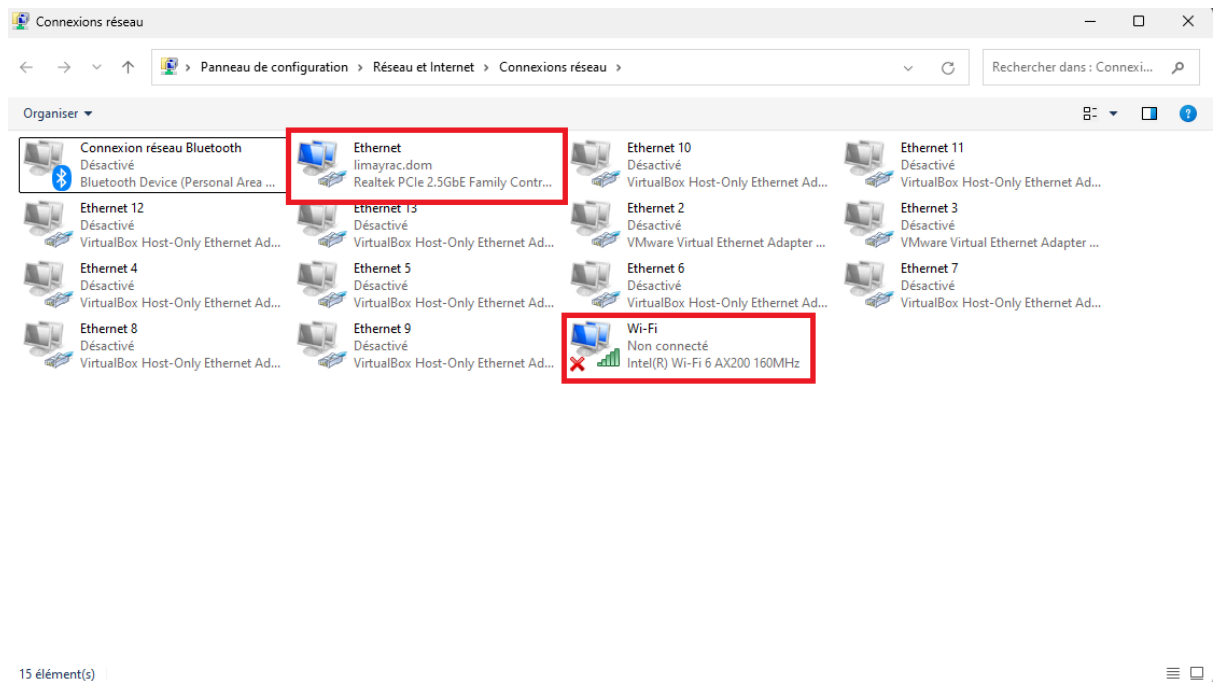 Connexions réseau
Panneau de configuration > Réseau et Internet > Connexions réseau >
Rechercher dans : Connexi...
Organiser
Connexion réseau Bluetooth
Désactivé
Bluetooth Device (Personal Area ...
Ethernet
limayrac.dom
Realtek PCIe 2.5GbE Family Contr...
Ethernet 10
Désactivé
VirtualBox Host-Only Ethernet Ad...
Ethernet 11
Désactivé
VirtualBox Host-Only Ethernet Ad...
Ethernet 12
Désactivé
VirtualBox Host-Only Ethernet Ad...
Ethernet 13
Désactivé
VirtualBox Host-Only Ethernet Ad...
Ethernet 2
Désactivé
VMware Virtual Ethernet Adapter ...
Ethernet 3
Désactivé
VMware Virtual Ethernet Adapter ...
Ethernet 4
Désactivé
VirtualBox Host-Only Ethernet Ad...
Ethernet 5
Désactivé
VirtualBox Host-Only Ethernet Ad...
Ethernet 6
Désactivé
VirtualBox Host-Only Ethernet Ad...
Ethernet 7
Désactivé
VirtualBox Host-Only Ethernet Ad...
Ethernet 8
Désactivé
VirtualBox Host-Only Ethernet Ad...
Ethernet 9
Désactivé
VirtualBox Host-Only Ethernet Ad...
Wi-Fi
Non connecté
Intel(R) Wi-Fi 6 AX200 160MHz
15 élément(s)